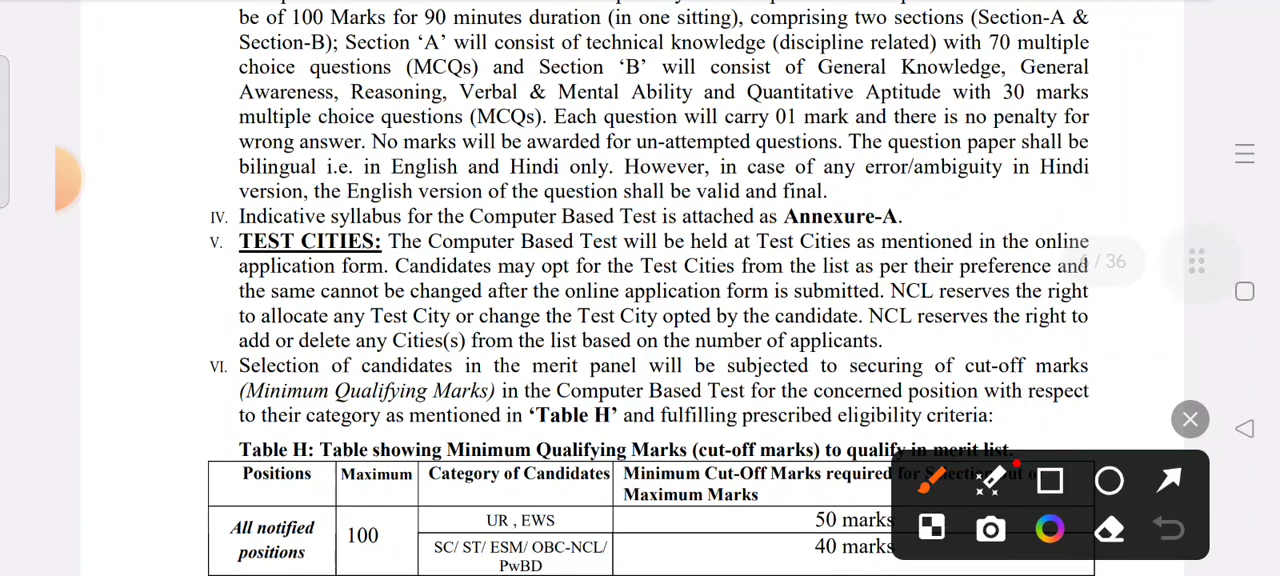 be of 100 Marks for 90 minutes duration (in one sitting), comprising two sections (Section-A &
Section-B); Section ‘A’ will consist of technical knowledge (discipline related) with 70 multiple
choice questions (MCQs) and Section ‘B’ will consist of General Knowledge, General
Awareness, Reasoning, Verbal & Mental Ability and Quantitative Aptitude with 30 marks
multiple choice questions (MCQs). Each question will carry 01 mark and there is no penalty for
wrong answer. No marks will be awarded for un-attempted questions. The question paper shall be
bilingual i.e. in English and Hindi only. However, in case of any error/ambiguity in Hindi
version, the English version of the question shall be valid and final.
IV. Indicative syllabus for the Computer Based Test is attached as Annexure-A.
V. TEST CITIES: The Computer Based Test will be held at Test Cities as mentioned in the online
application form. Candidates may opt for the Test Cities from the list as per their preference and
/ 36
the same cannot be changed after the online application form is submitted. NCL reserves the right
to allocate any Test City or change the Test City opted by the candidate. NCL reserves the right to
add or delete any Cities(s) from the list based on the number of applicants.
VI. Selection of candidates in the merit panel will be subjected to securing of cut-off marks
(Minimum Qualifying Marks) in the Computer Based Test for the concerned position with respect
to their category as mentioned in ‘Table H’ and fulfilling prescribed eligibility criteria:
Table H: Table showing Minimum Qualifying Marks (cut-off marks) to qualify in merit list.
Positions Maximum Category of Candidates Minimum Cut-Off Marks required for Selection out o
Maximum Marks
All notified positions 100 UR , EWS 50 marks
SC/ ST/ ESM/ OBC-NCL/ 40 marks
PwBD